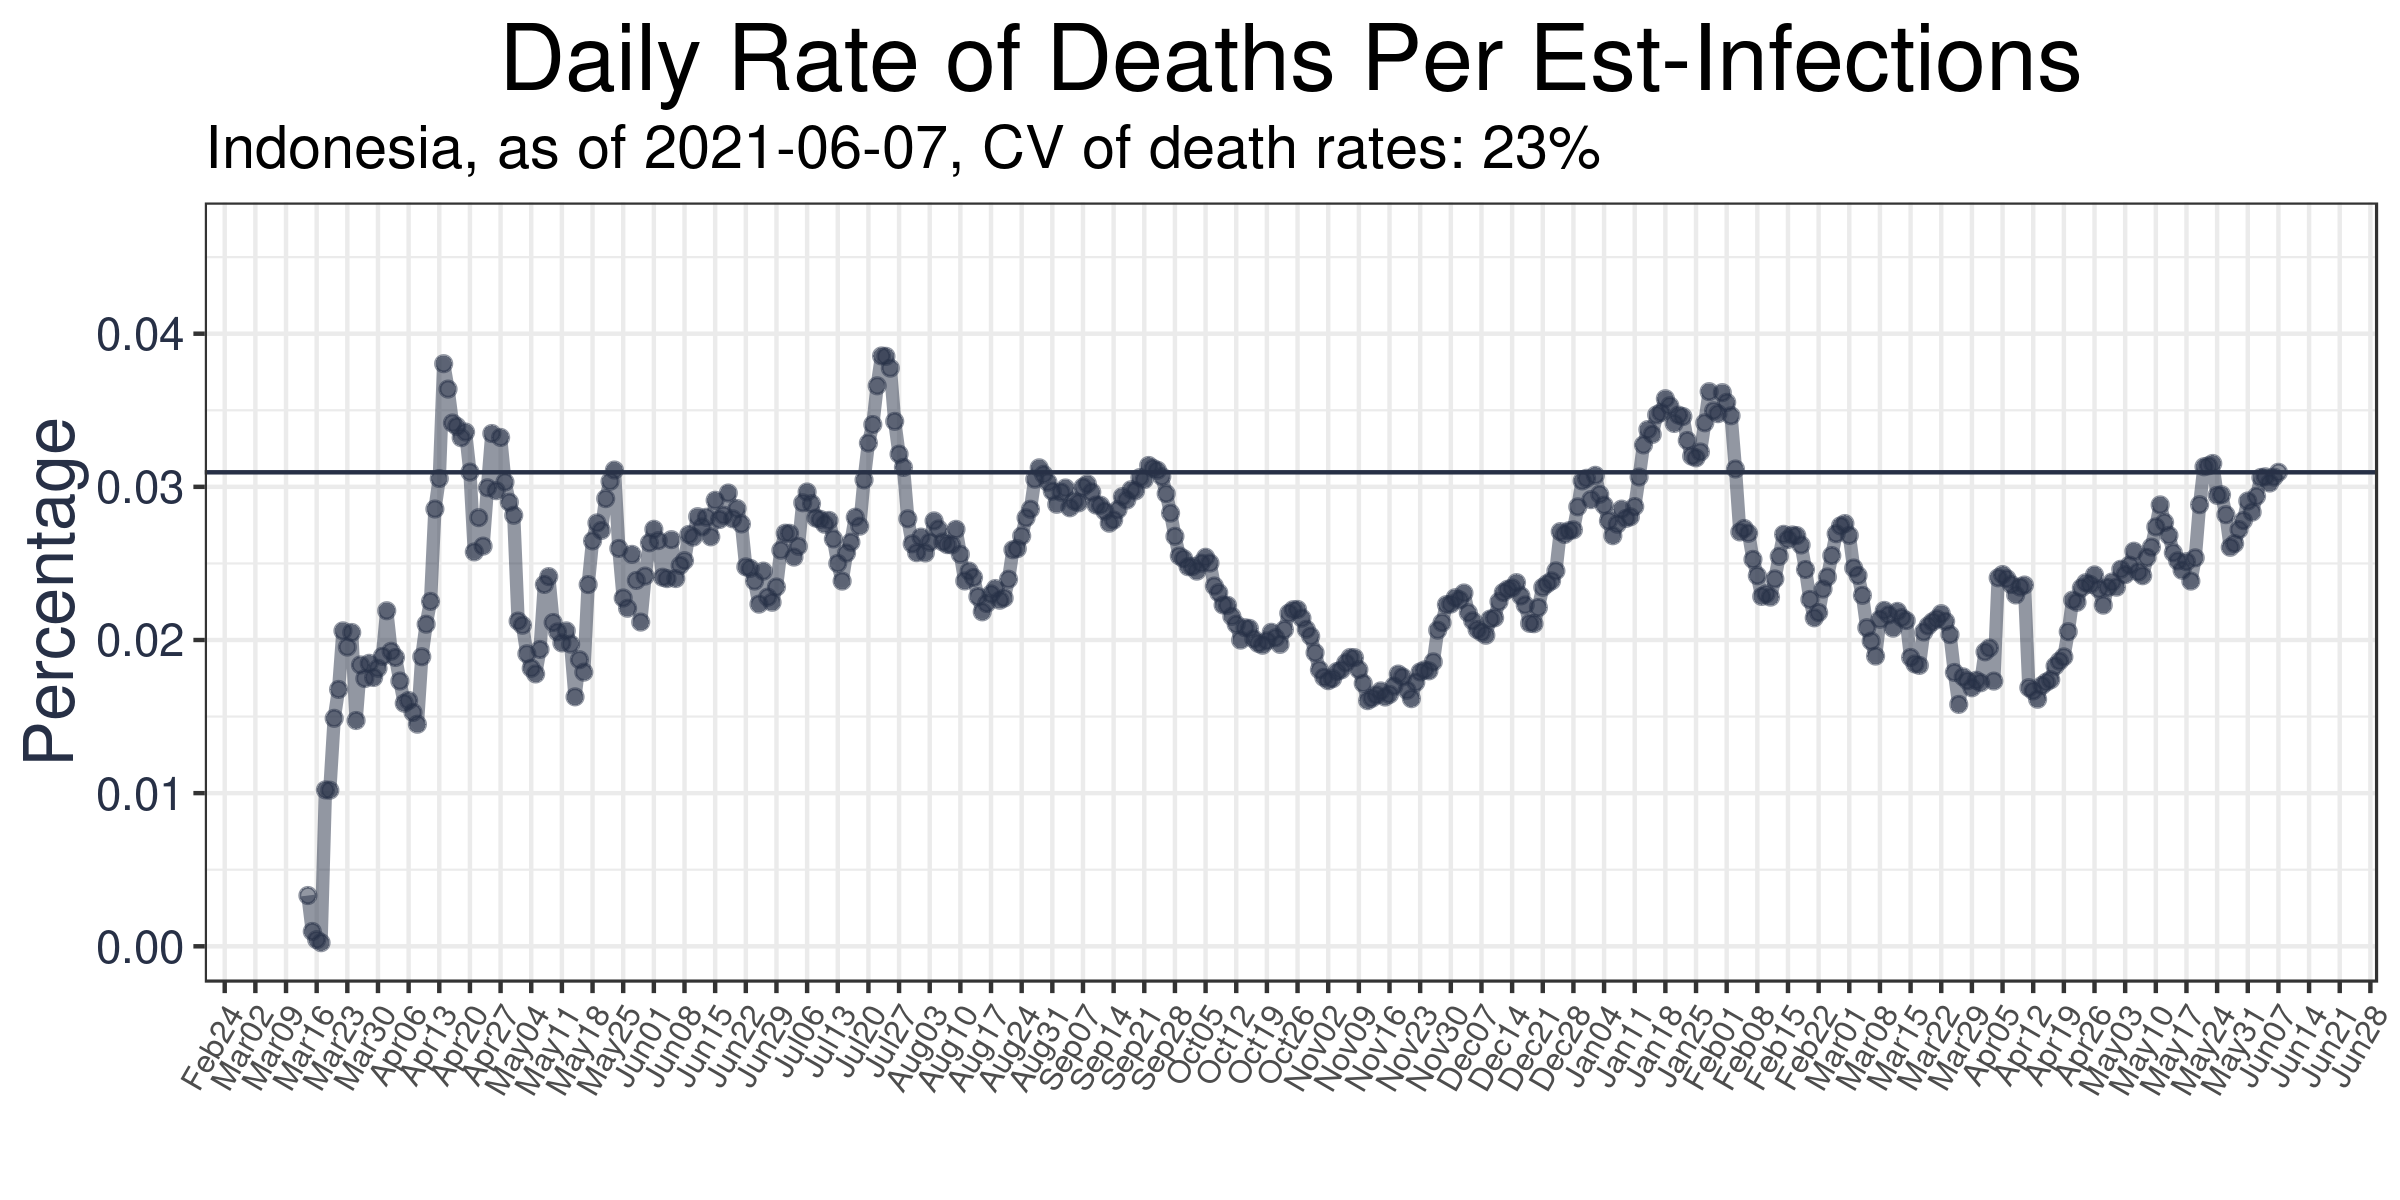 Daily Rate of Deaths Per Est-Infections
Indonesia, as of 2021-06-07, CV of death rates: 23%
Percentage
0.04
0.03
0.02
0.01
0.00
Feb24
Mar02
Mar09
Mar16
Mar23
Mar30
Apr06
Apr13
Apr20
Apr27
May04
May11
May18
May25
Jun01
Jun08
Jun15
Jun22
Jun29
Jul06
Jul13
Jul20
Jul27
Aug03
Aug10
Aug17
Aug24
Aug31
Sep07
Sep14
Sep21
Sep28
Oct05
Oct12
Oct19
Oct26
Nov02
Nov09
Nov16
Nov23
Nov30
Dec07
Dec14
Dec21
Dec28
Jan04
Jan11
Jan18
Jan25
Feb01
Feb08
Feb15
Feb22
Mar01
Mar08
Mar15
Mar22
Mar29
Apr05
Apr12
Apr19
Apr26
May03
May10
May17
May24
May31
Jun07
Jun14
Jun21
Jun28